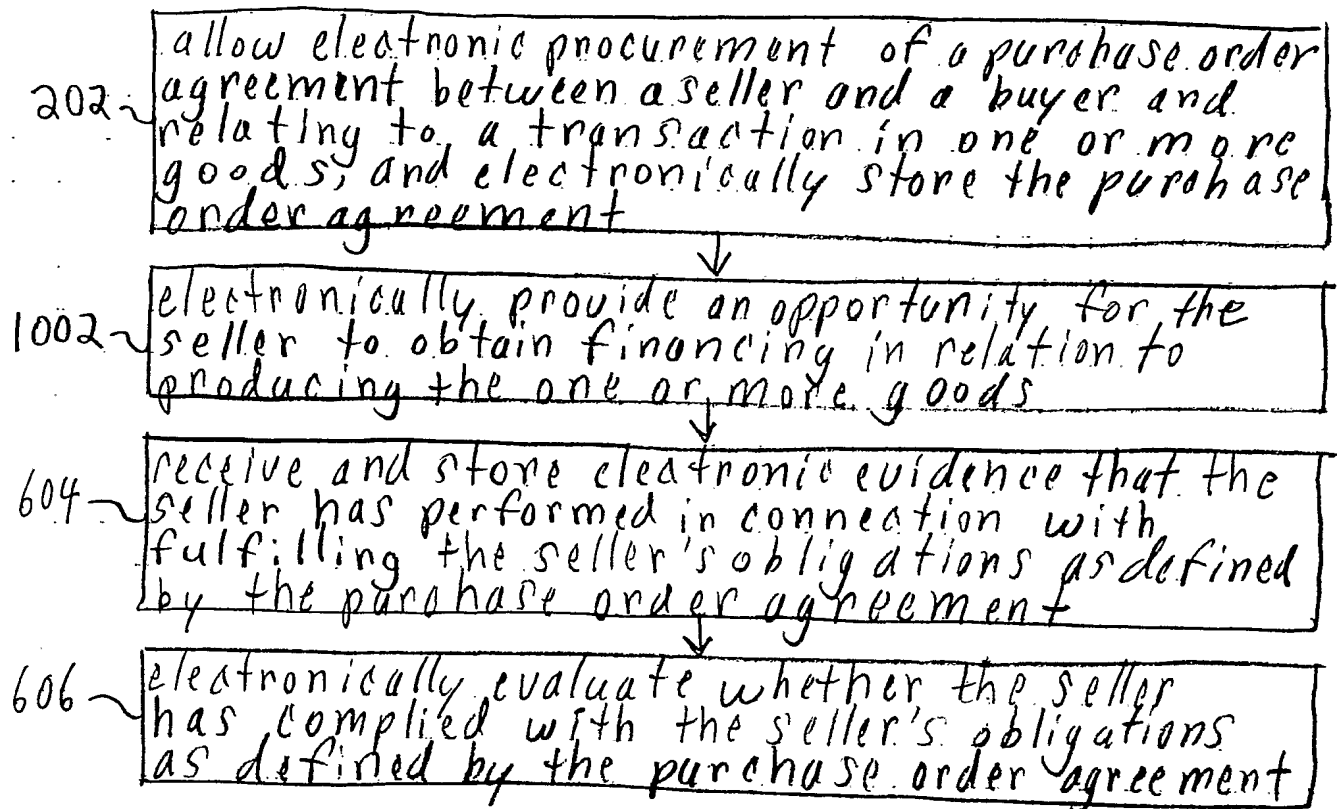 allow electronic procurement of a purchase order
202 agreement between a seller and a buyer and
relating to a transaction in one or more
goods, and electronically store the purchase
order agreement
electronically provide an opportunity for the
1002 seller to obtain financing in relation to
producing the one or more goods
receive and store electronic evidence that the
604 seller has performed in connection with
fulfilling the seller's obligations as defined
by the purchase order agreement
606 electronically evaluate whether the seller
has complied with the seller's obligations
as defined by the purchase order agreement